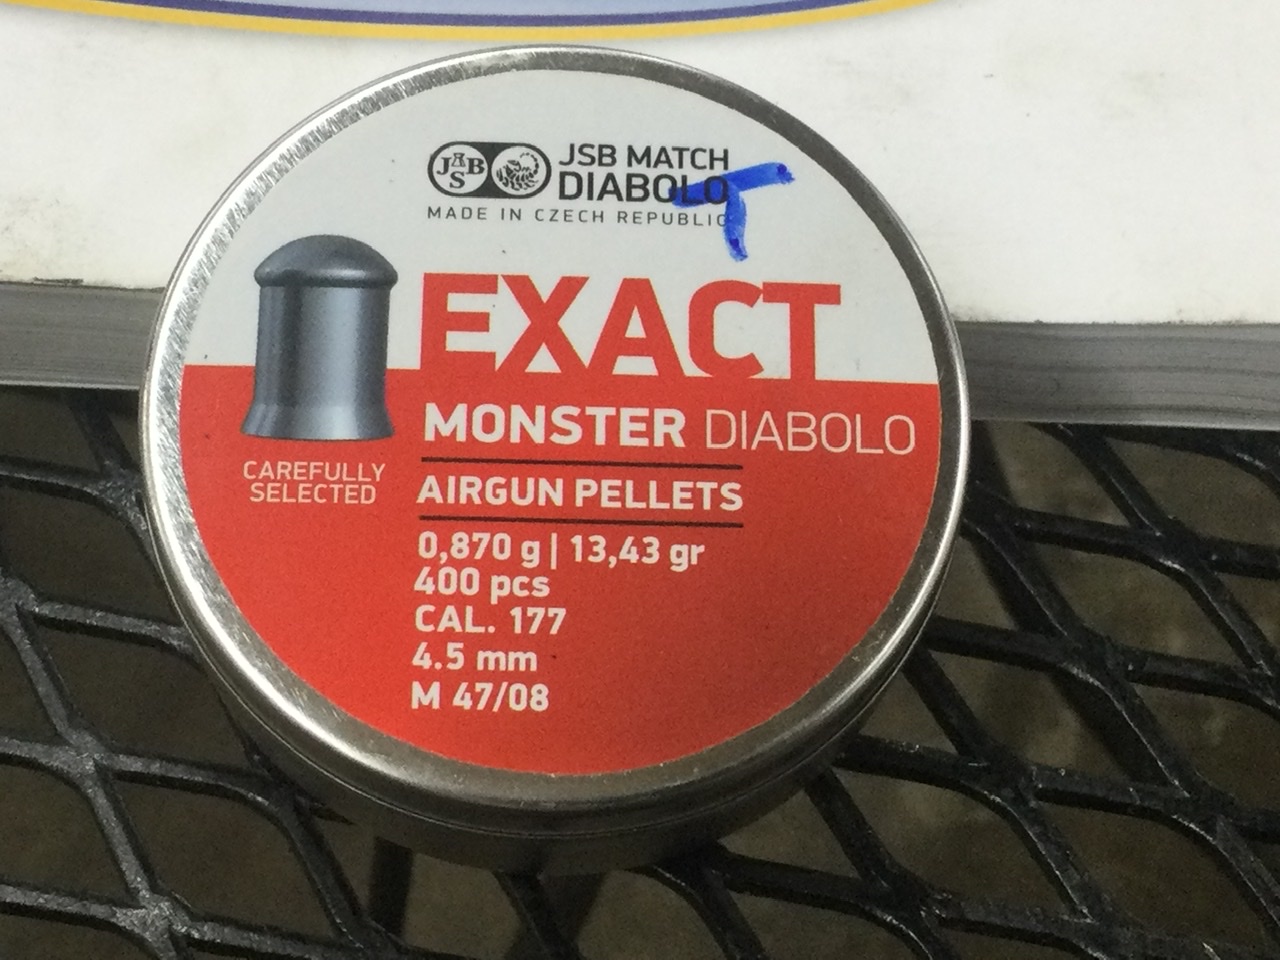 JSB
JSB MATCH
DIABOLO
MADE IN CZECH REPUBLIC
EXACT
MONSTER DIABOLO
CAREFULLY
SELECTED
AIRGUN PELLETS
0,870 g | 13,43 gr
400 pcs
CAL. 177
4.5 mm
M 47/08
T